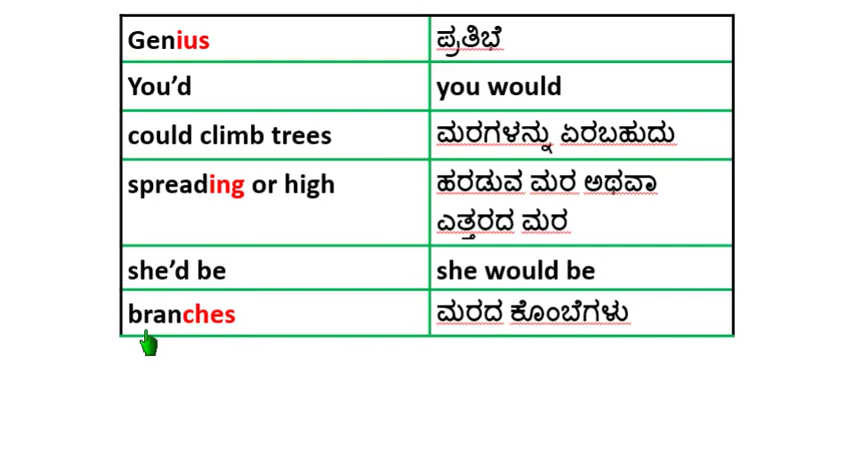 Genius ಪ್ರತಿಭೆ
You’d you would
could climb trees ಮರಗಳನ್ನು ಏರಬಹುದು
spreading or high ಹರಡುವ ಮರ ಅಥವಾ
ಎತ್ತರದ ಮರ
she’d be she would be
branches ಮರದ ಕೊಂಬೆಗಳು